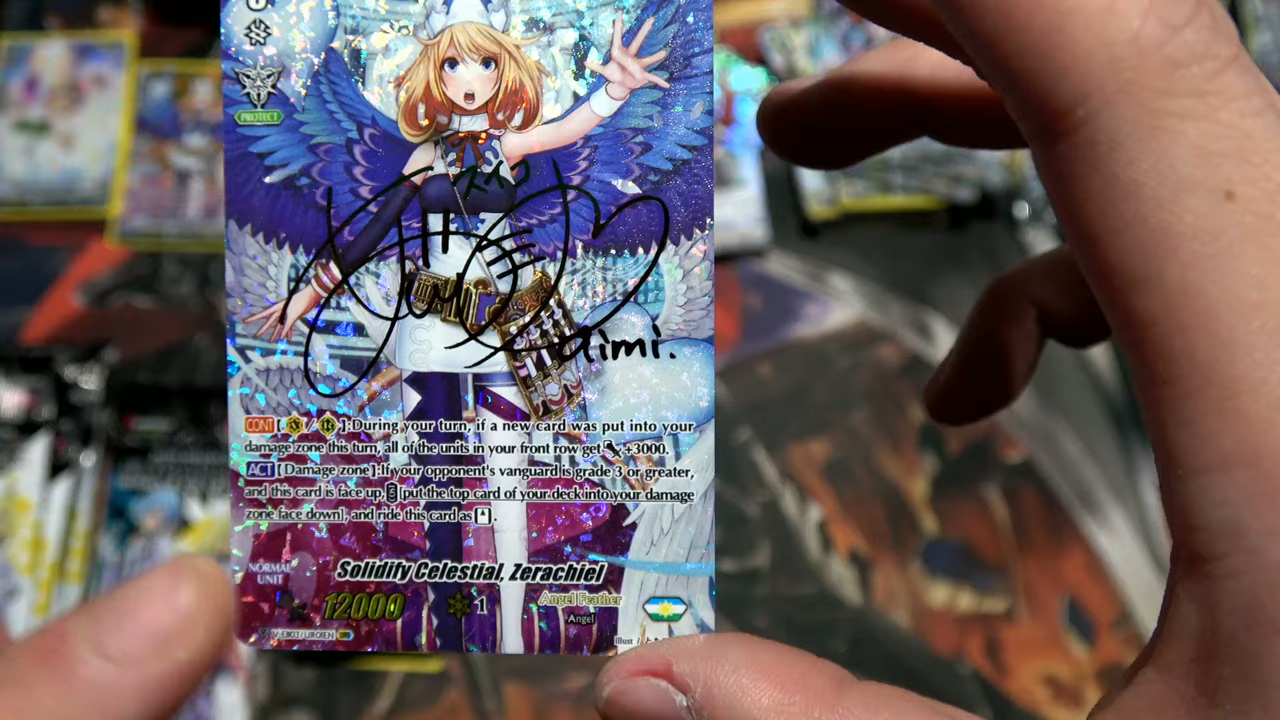 PROTECT
aimi.
CONT [ / ]:During your turn, if a new card was put into your
damage zone this turn, all of the units in your front row get +3000.
ACT [Damage zone]:If your opponent's vanguard is grade 3 or greater,
and this card is face up, [put the top card of your deck into your damage
zone face down], and ride this card as .
NORMAL
UNIT
Solidify Celestial, Zerachiel
12000
1
Angel Feather
Angel
Illust /